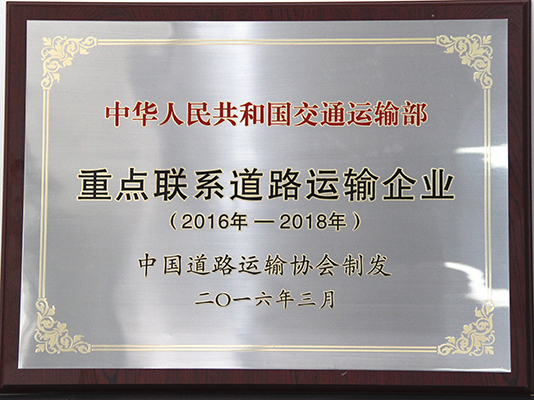 中华人民共和国交通运输部
重点联系道路运输企业
（2016年—2018年）
中国道路运输协会制发
二〇一六年三月